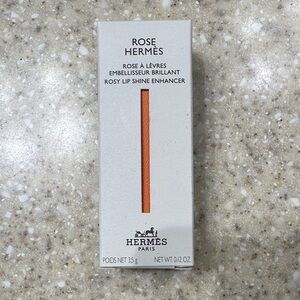 ROSE
HERMÈS
ROSE À LÈVRES
EMBELLISSEUR BRILLANT
ROSY LIP SHINE ENHANCER
HERMÈS
PARIS
POIDS NET 3,5 g NET WT. 0.12 OZ.